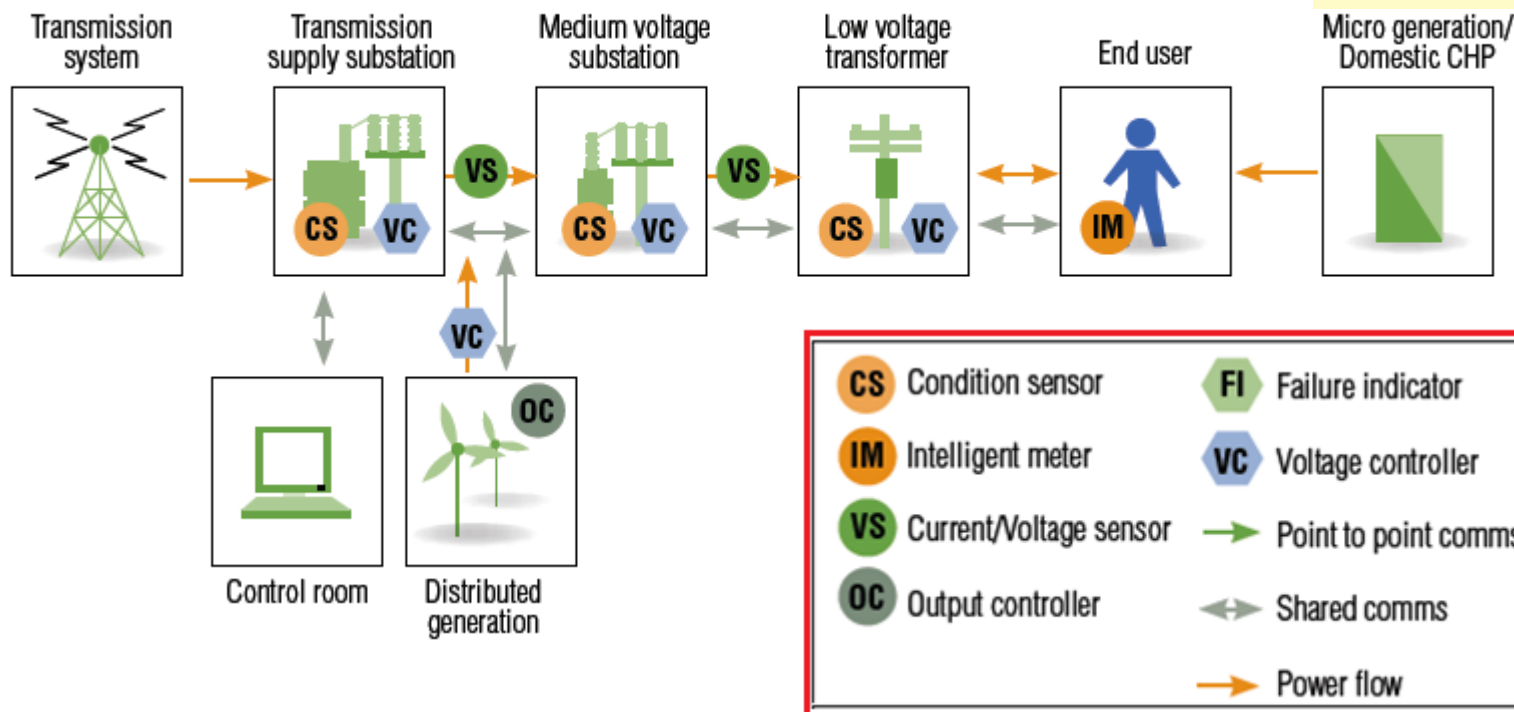 Transmission
system
Transmission
supply substation
Medium voltage
substation
Low voltage
transformer
End user
Micro generation/
Domestic CHP
VS
VS
CS
VC
CS
VC
CS
VC
IM
VC
OC
Control room
Distributed
generation
CS Condition sensor
IM Intelligent meter
VS Current/Voltage sensor
OC Output controller
FI Failure indicator
VC Voltage controller
Point to point comms
Shared comms
Power flow